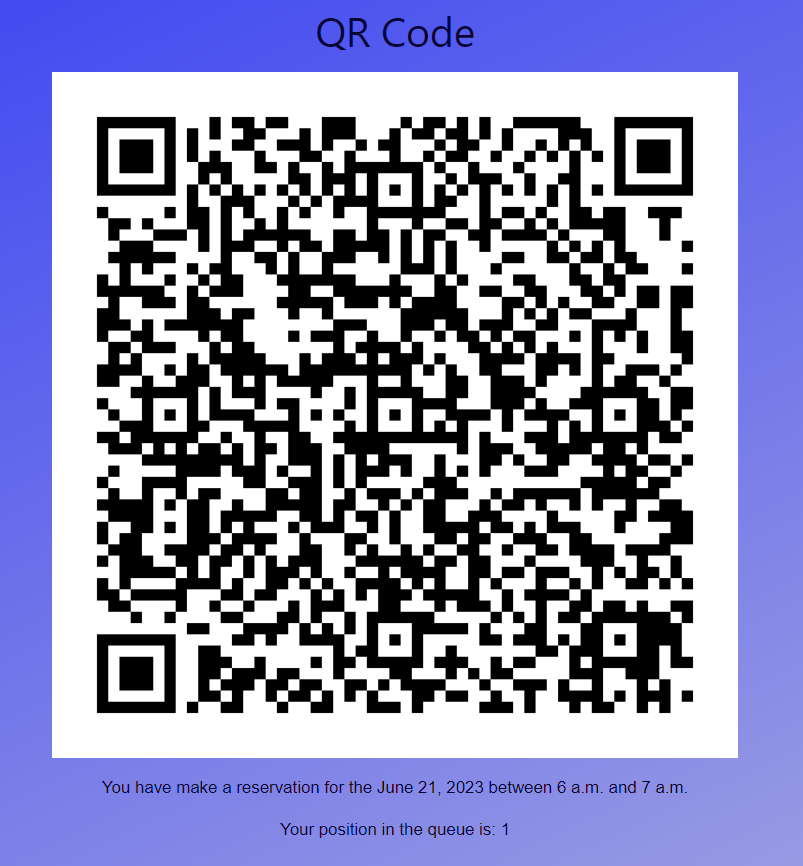 QR Code
You have make a reservation for the June 21, 2023 between 6 a.m. and 7 a.m.
Your position in the queue is: 1